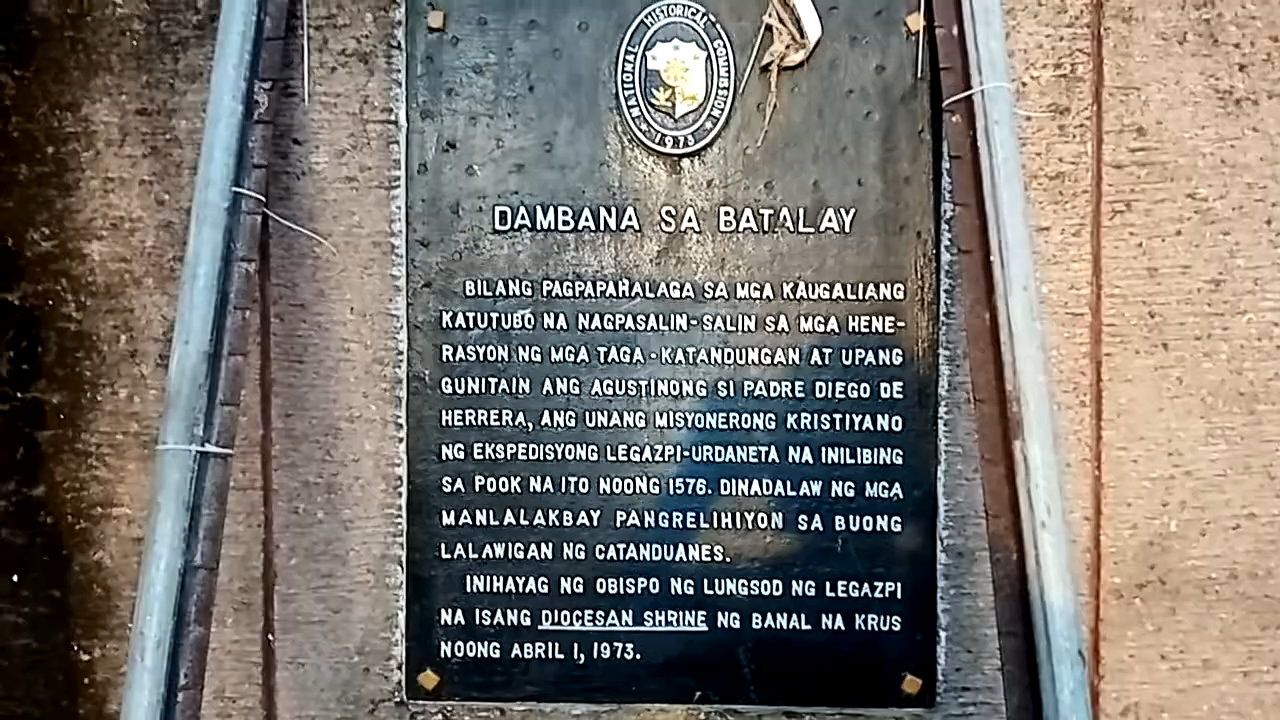 NATIONAL HISTORICAL COMMISSION
1973
DAMBANA SA BATALAY
BILANG PAGPAPAHALAGA SA MGA KAUGALIANG
KATUTUBO NA NAGPASALIN-SALIN SA MGA HENE-
RASYON NG MGA TAGA-KATANDUNGAN AT UPANG
GUNITAIN ANG AGUSTINONG SI PADRE DIEGO DE
HERRERA, ANG UNANG MISYONERONG KRISTIYANO
NG EKSPEDISYONG LEGAZPI-URDANETA NA INILIBING
SA POOK NA ITO NOONG 1576. DINADALAW NG MGA
MANLALAKBAY PANGRELIHIYON SA BUONG
LALAWIGAN NG CATANDUANES.
INIHAYAG NG OBISPO NG LUNGSOD NG LEGAZPI
NA ISANG DIOCESAN SHRINE NG BANAL NA KRUS
NOONG ABRIL 1, 1973.